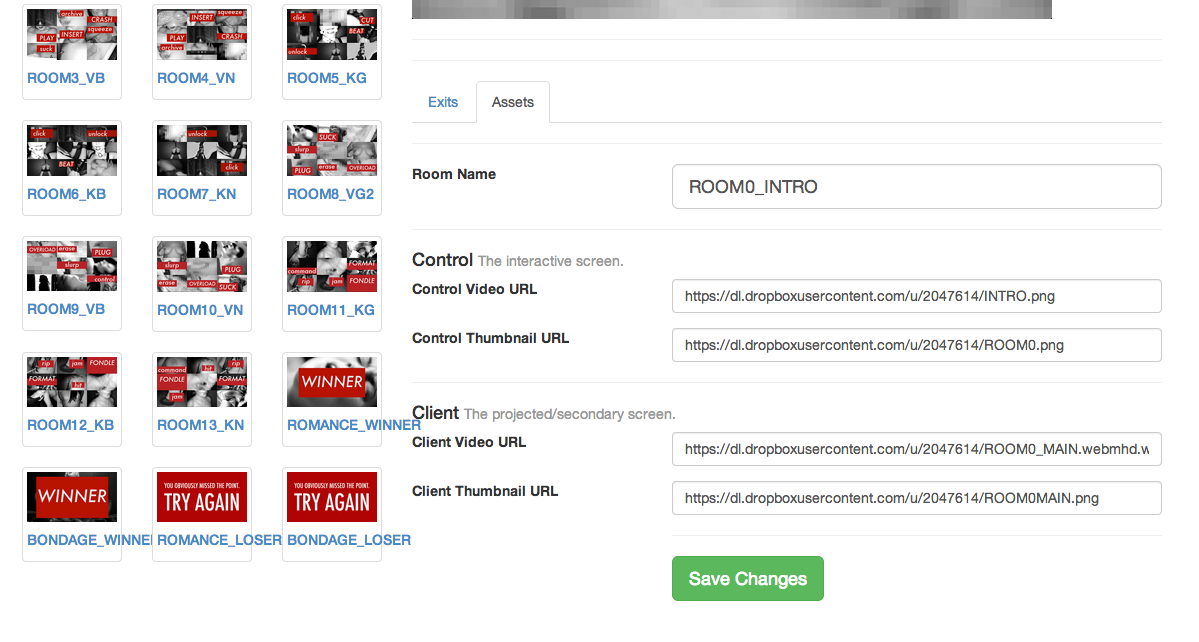 archive
CRASH
squeeze
PLAY
INSERT
suck
ROOM3_VB
squeeze
INSERT
PLAY
CRASH
archive
ROOM4_VN
click
CUT
BEAT
unlock
ROOM5_KG
click
unlock
BEAT
ROOM6_KB
unlock
click
ROOM7_KN
SUCK
slurp
PLUG
erase
OVERLOAD
ROOM8_VG2
OVERLOAD
erase
PLUG
slurp
control
ROOM9_VB
slurp
PLUG
erase
OVERLOAD
SUCK
ROOM10_VN
FORMAT
command
rip
jam
FONDLE
ROOM11_KG
rip
jam
FONDLE
FORMAT
hit
ROOM12_KB
command
hit
rip
FONDLE
FORMAT
jam
ROOM13_KN
WINNER
ROMANCE_WINNER
WINNER
BONDAGE_WINNE
YOU OBVIOUSLY MISSED THE POINT.
TRY AGAIN
ROMANCE_LOSER
YOU OBVIOUSLY MISSED THE POINT.
TRY AGAIN
BONDAGE_LOSER
Exits
Assets
Room Name
ROOM0_INTRO
Control The interactive screen.
Control Video URL
https://dl.dropboxusercontent.com/u/2047614/INTRO.png
Control Thumbnail URL
https://dl.dropboxusercontent.com/u/2047614/ROOM0.png
Client The projected/secondary screen.
Client Video URL
https://dl.dropboxusercontent.com/u/2047614/ROOM0_MAIN.webmhd.w
Client Thumbnail URL
https://dl.dropboxusercontent.com/u/2047614/ROOM0MAIN.png
Save Changes